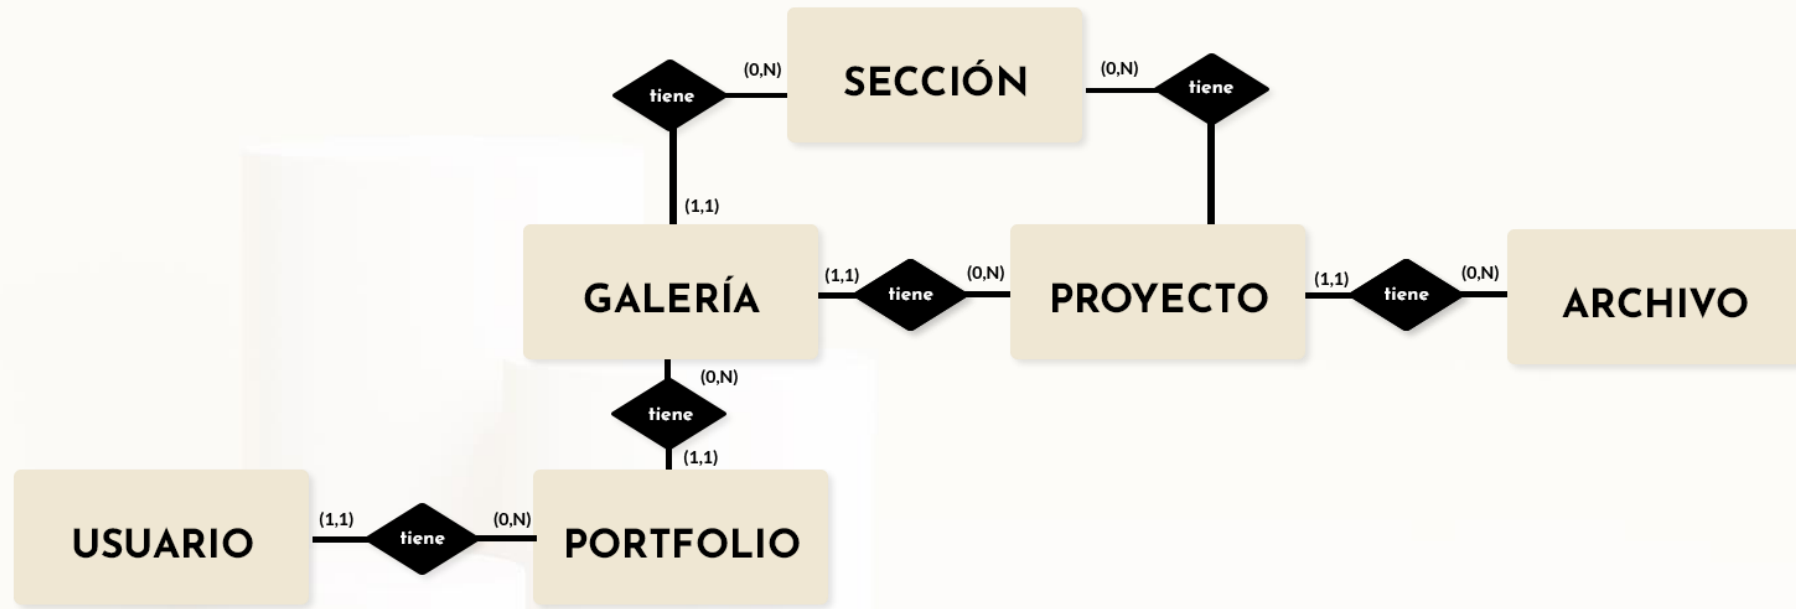 (0,N)
SECCIÓN
(0,N)
tiene
tiene
(1,1)
GALERÍA
(1,1)
tiene
(0,N)
PROYECTO
(1,1)
tiene
(0,N)
ARCHIVO
(0,N)
tiene
(1,1)
USUARIO
(1,1)
tiene
(0,N)
PORTFOLIO